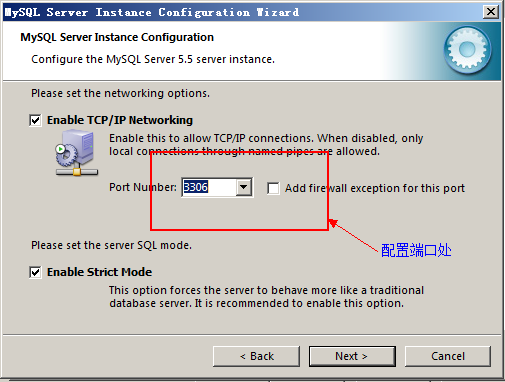 MySQL Server Instance Configuration Wizard
MySQL Server Instance Configuration
Configure the MySQL Server 5.5 server instance.
Please set the networking options.
Enable TCP/IP Networking
Enable this to allow TCP/IP connections. When disabled, only
local connections through named pipes are allowed.
Port Number: 3306 Add firewall exception for this port
配置端口处
Please set the server SQL mode.
Enable Strict Mode
This option forces the server to behave more like a traditional
database server. It is recommended to enable this option.
< Back Next > Cancel